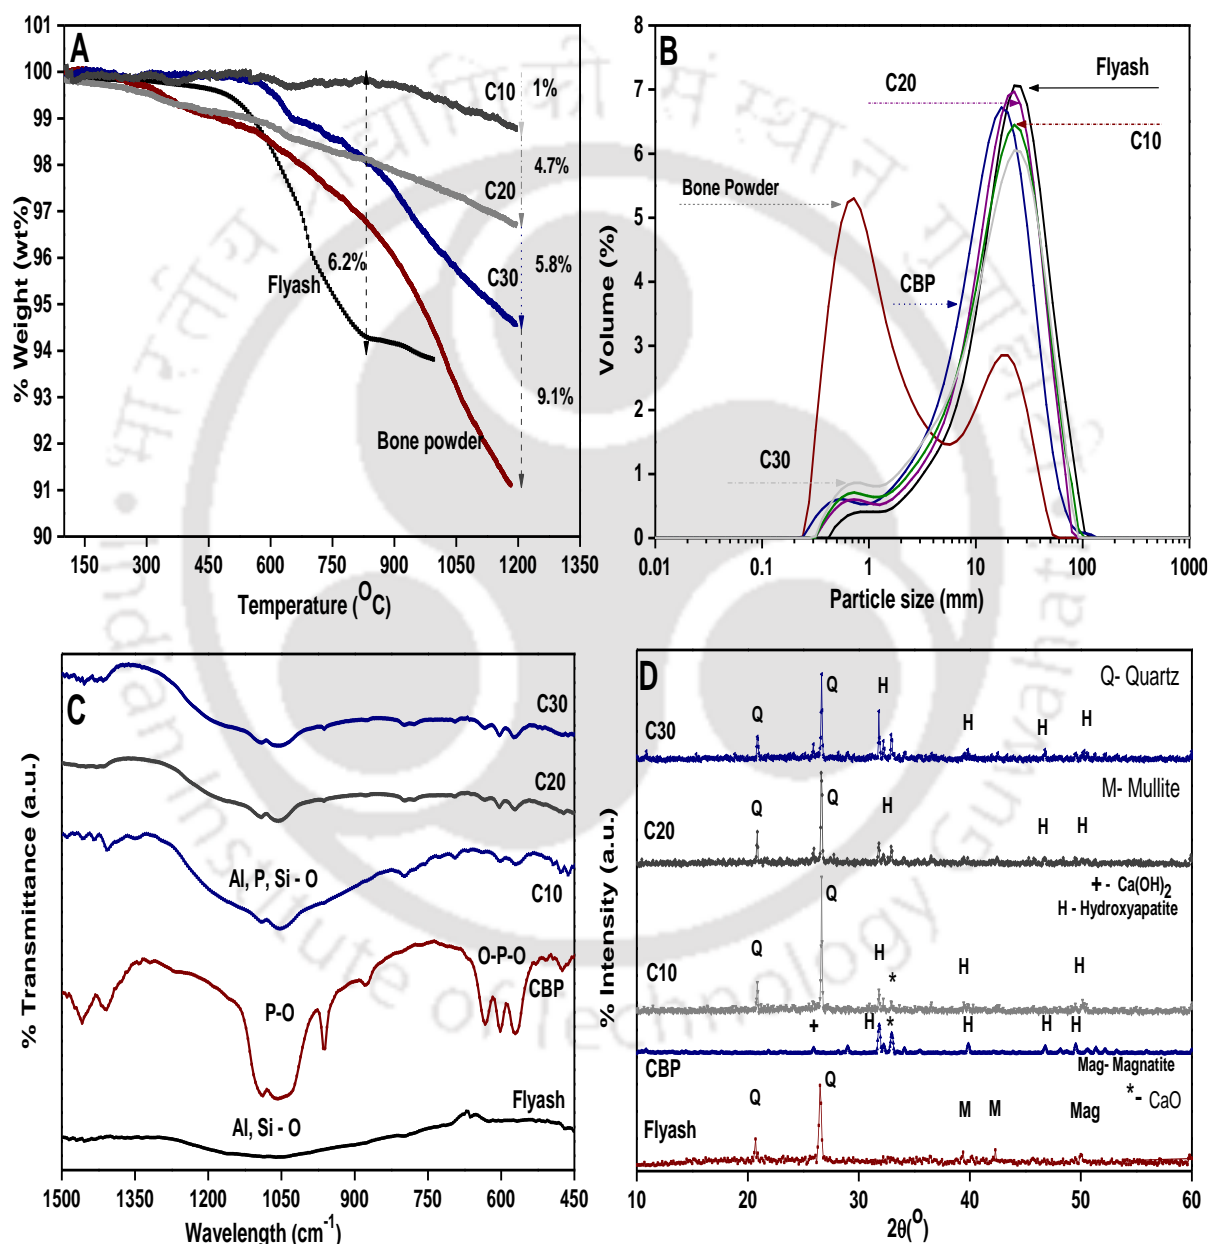 A
% Weight (wt%)
101
100
99
98
97
96
95
94
93
92
91
90
C10
1%
4.7%
C20
6.2%
C30
5.8%
Flyash
9.1%
Bone powder
150 300 450 600 750 900 1050 1200 1350
Temperature (°C)
B
Volume (%)
8
7
6
5
4
3
2
1
0
C20
Flyash
C10
Bone Powder
CBP
C30
0.01 0.1 1 10 100 1000
Particle size (mm)
C
% Transmittance (a.u.)
C30
C20
Al, P, Si - O
C10
O-P-O
CBP
P-O
Flyash
Al, Si - O
1500 1350 1200 1050 900 750 600 450
Wavelength (cm⁻¹)
D
% Intensity (a.u.)
Q- Quartz
Q
H
Q
C30
H
H
H
M- Mullite
Q
Q
H
C20
H
H
+ - Ca(OH)₂
H - Hydroxyapatite
Q
Q
H
C10
*
H
H
+
H
*
H
H
H
CBP
Mag- Magnatite
*- CaO
Q
Q
M
M
Mag
Flyash
10 20 30 40 50 60
2θ(°)
Indian Institute of Technology Guwahati